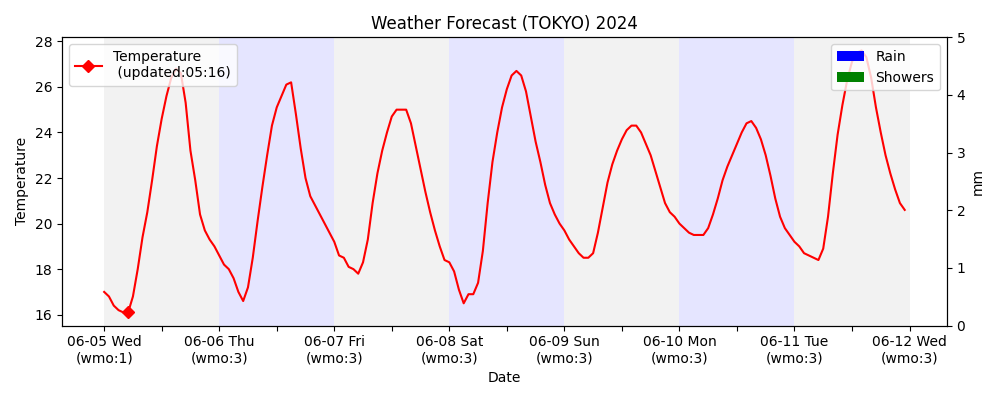 Weather Forecast (TOKYO) 2024
Temperature
(updated:05:16)
Rain
Showers
28
26
24
22
20
18
16
Temperature
5
4
3
2
1
0
mm
06-05 Wed
(wmo:1)
06-06 Thu
(wmo:3)
06-07 Fri
(wmo:3)
06-08 Sat
(wmo:3)
06-09 Sun
(wmo:3)
06-10 Mon
(wmo:3)
06-11 Tue
(wmo:3)
06-12 Wed
(wmo:3)
Date